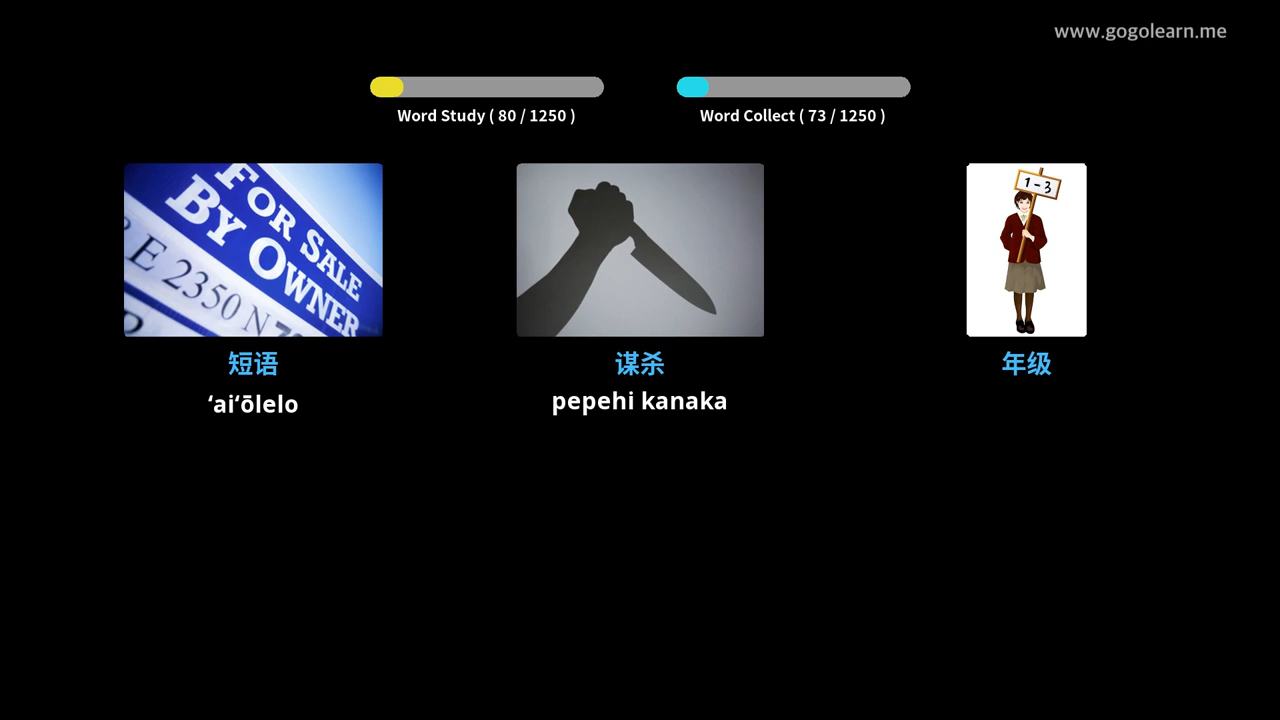 www.gogolearn.me
Word Study ( 80 / 1250 )
Word Collect ( 73 / 1250 )
FOR SALE
BY OWNER
E 2350 N
1 - 3
短语
谋杀
年级
ʻaiʻōlelo
pepehi kanaka